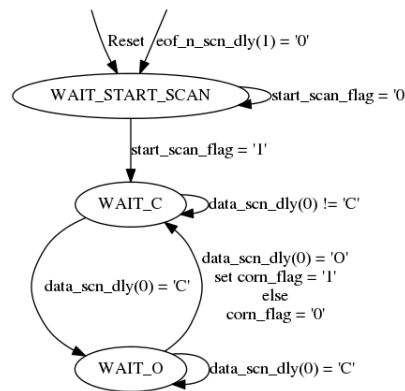 Reset eof_n_scn_dly(1) = '0'
WAIT_START_SCAN start_scan_flag = '0
start_scan_flag = '1'
WAIT_C data_scn_dly(0) != 'C'
data_scn_dly(0) = 'O'
set corn_flag = '1'
data_scn_dly(0) = 'C'
else
corn_flag = '0'
WAIT_O data_scn_dly(0) = 'C'